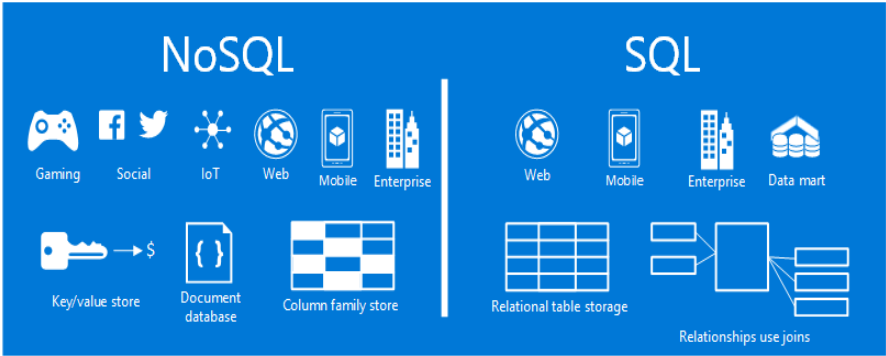 NoSQL
SQL
Gaming
Social
IoT
Web
Mobile
Enterprise
Web
Mobile
Enterprise
Data mart
$
{ }
Key/value store
Document
database
Column family store
Relational table storage
Relationships use joins